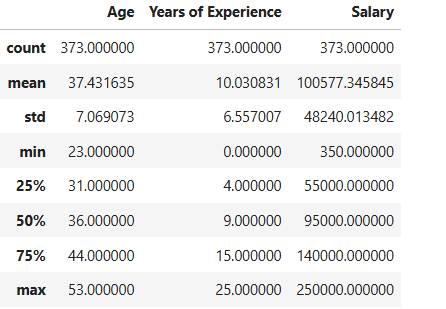 Age Years of Experience Salary
count 373.000000 373.000000 373.000000
mean 37.431635 10.030831 100577.345845
std 7.069073 6.557007 48240.013482
min 23.000000 0.000000 350.000000
25% 31.000000 4.000000 55000.000000
50% 36.000000 9.000000 95000.000000
75% 44.000000 15.000000 140000.000000
max 53.000000 25.000000 250000.000000